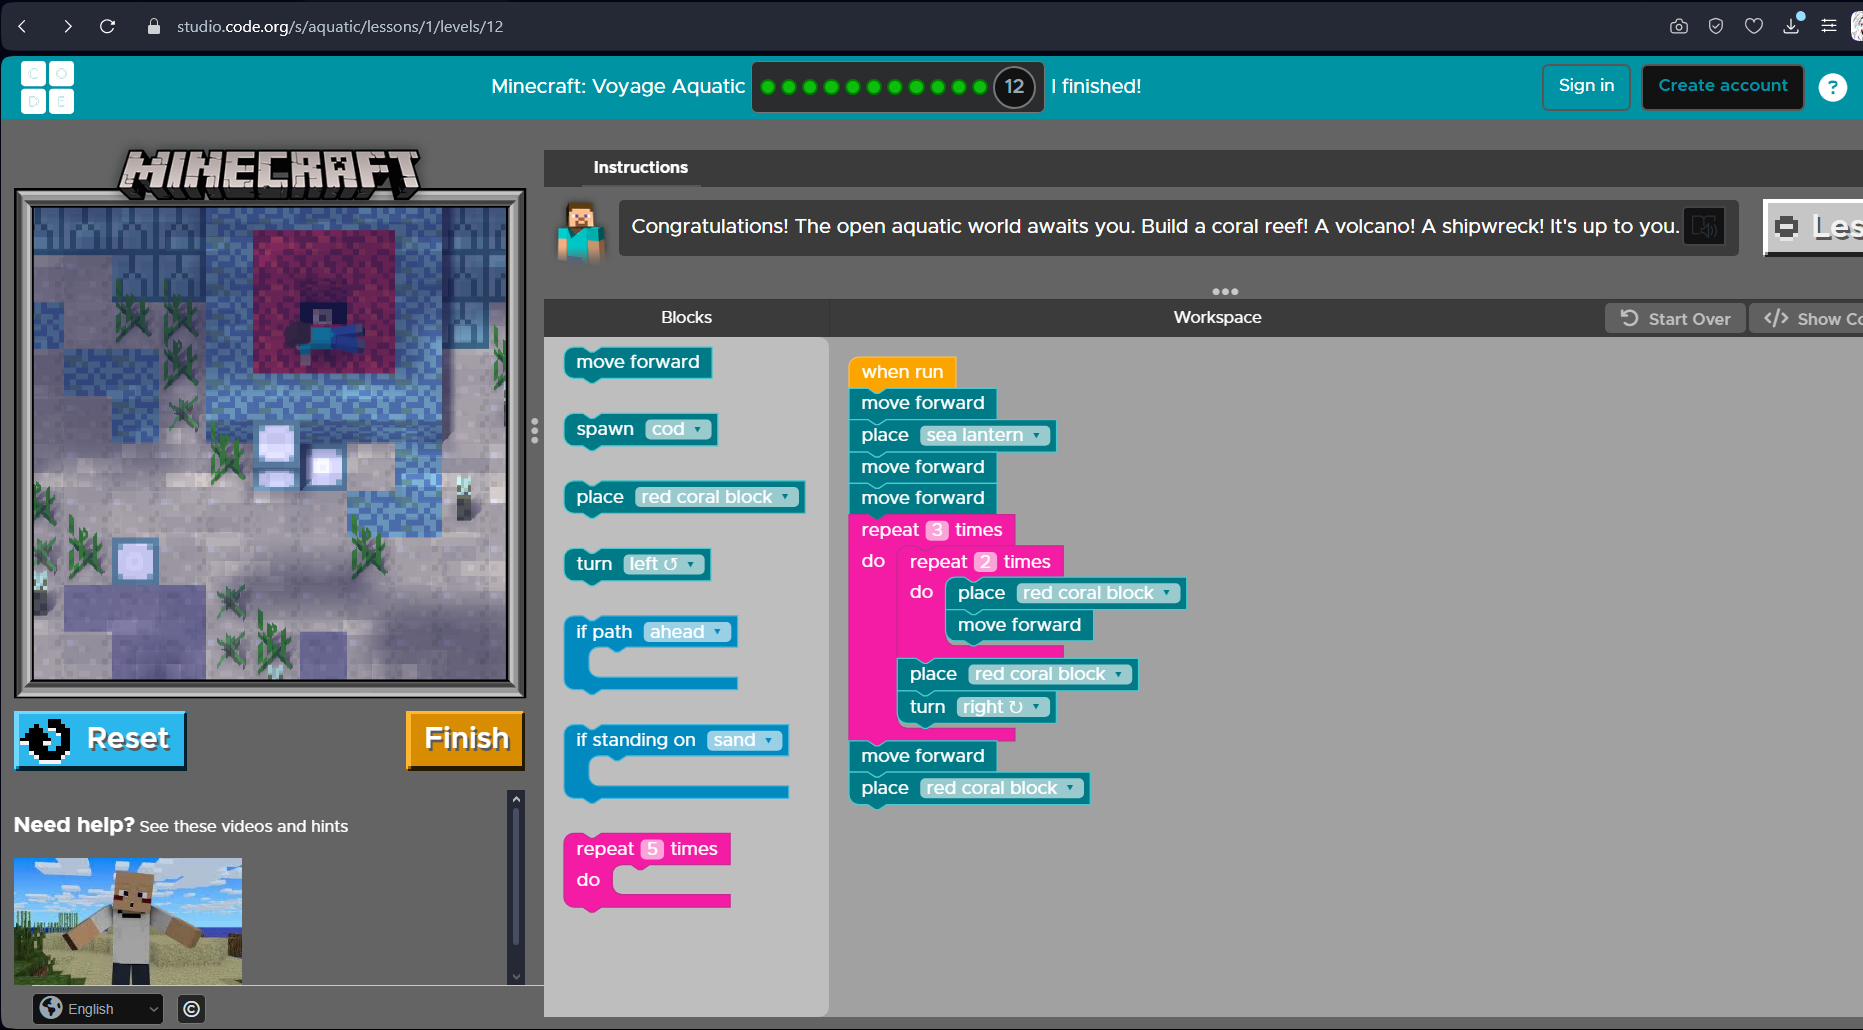 studio.code.org/s/aquatic/lessons/1/levels/12
C O
D E
Minecraft: Voyage Aquatic
12
I finished!
Sign in
Create account
?
MINECRAFT
Instructions
Congratulations! The open aquatic world awaits you. Build a coral reef! A volcano! A shipwreck! It's up to you.
Les
Blocks
Workspace
Start Over
</> Show Co
move forward
spawn cod
place red coral block
turn left ↺
if path ahead
if standing on sand
repeat 5 times
do
when run
move forward
place sea lantern
move forward
move forward
repeat 3 times
do repeat 2 times
do place red coral block
move forward
place red coral block
turn right ↻
move forward
place red coral block
Reset
Finish
Need help? See these videos and hints
English
©